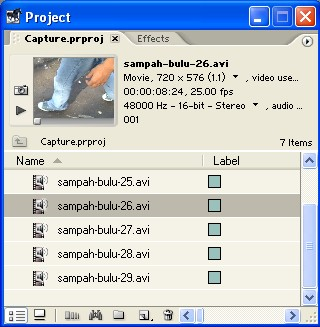 Project
Capture.prproj Effects
sampah-bulu-26.avi
Movie, 720 x 576 (1.1) , video use...
00:00:08:24, 25.00 fps
48000 Hz - 16-bit - Stereo , audio ...
001
Capture.prproj 7 Items
Name Label
sampah-bulu-25.avi
sampah-bulu-26.avi
sampah-bulu-27.avi
sampah-bulu-28.avi
sampah-bulu-29.avi